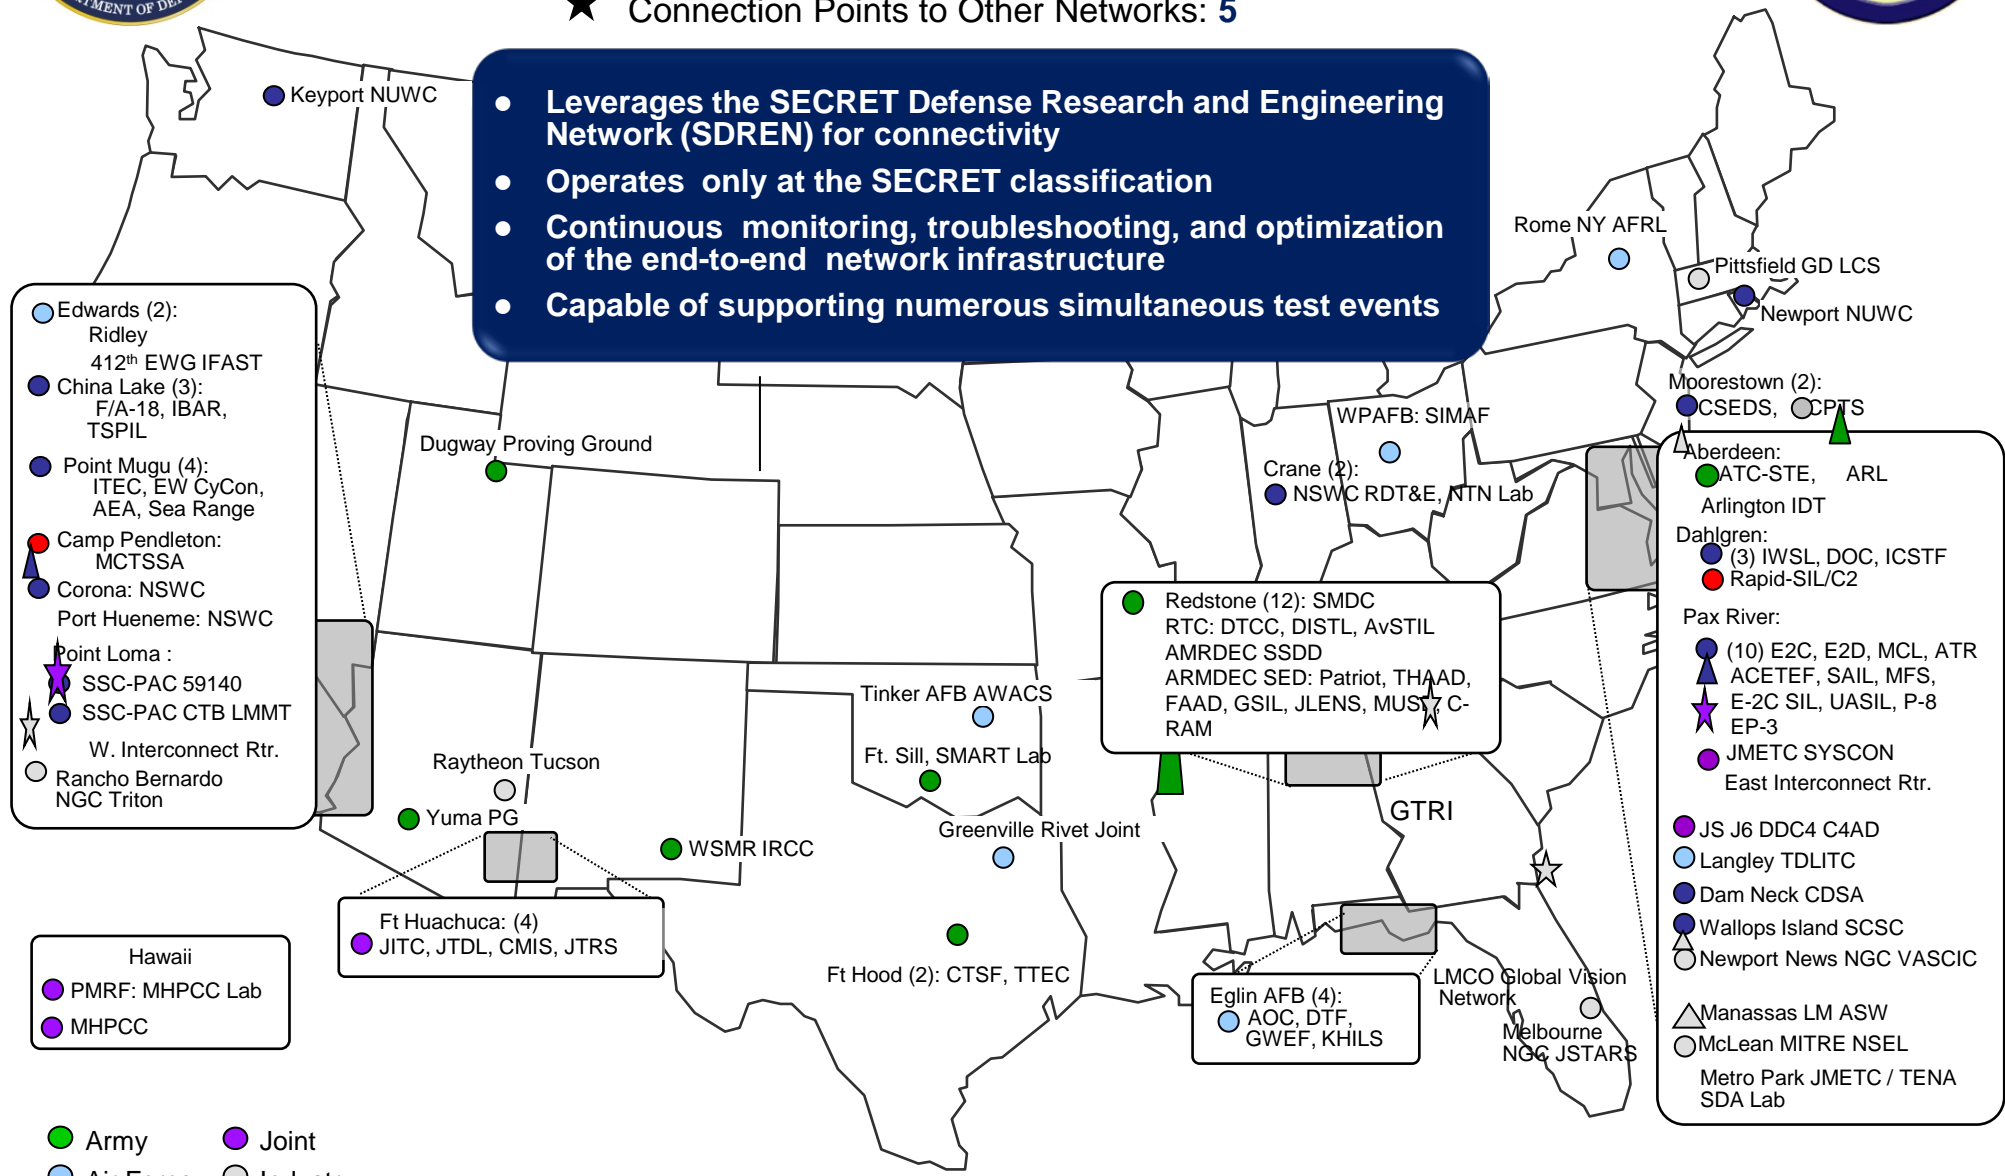 TMENT OF DEF
Connection Points to Other Networks: 5
Leverages the SECRET Defense Research and Engineering
Network (SDREN) for connectivity
Operates only at the SECRET classification
Continuous monitoring, troubleshooting, and optimization
of the end-to-end network infrastructure
Capable of supporting numerous simultaneous test events
Keyport NUWC
Rome NY AFRL
Pittsfield GD LCS
Newport NUWC
Edwards (2):
Ridley
412th EWG IFAST
China Lake (3):
F/A-18, IBAR,
TSPIL
Point Mugu (4):
ITEC, EW CyCon,
AEA, Sea Range
Camp Pendleton:
MCTSSA
Corona: NSWC
Port Hueneme: NSWC
Point Loma :
SSC-PAC 59140
SSC-PAC CTB LMMT
W. Interconnect Rtr.
Rancho Bernardo
NGC Triton
Dugway Proving Ground
WPAFB: SIMAF
Crane (2):
NSWC RDT&E, NTN Lab
Moorestown (2):
CSEDS, CPTS
Aberdeen:
ATC-STE, ARL
Arlington IDT
Dahlgren:
(3) IWSL, DOC, ICSTF
Rapid-SIL/C2
Pax River:
(10) E2C, E2D, MCL, ATR
ACETEF, SAIL, MFS,
E-2C SIL, UASIL, P-8
EP-3
JMETC SYSCON
East Interconnect Rtr.
JS J6 DDC4 C4AD
Langley TDLITC
Dam Neck CDSA
Wallops Island SCSC
Newport News NGC VASCIC
Manassas LM ASW
McLean MITRE NSEL
Metro Park JMETC / TENA
SDA Lab
Redstone (12): SMDC
RTC: DTCC, DISTL, AvSTIL
AMRDEC SSDD
ARMDEC SED: Patriot, THAAD,
FAAD, GSIL, JLENS, C-
RAM
Tinker AFB AWACS
Ft. Sill, SMART Lab
Raytheon Tucson
Yuma PG
WSMR IRCC
Greenville Rivet Joint
GTRI
Ft Huachuca: (4)
JITC, JTDL, CMIS, JTRS
Ft Hood (2): CTSF, TTEC
Eglin AFB (4):
AOC, DTF,
GWEF, KHILS
LMCO Global Vision
Network
Melbourne
NGC JSTARS
Hawaii
PMRF: MHPCC Lab
MHPCC
Army
Joint